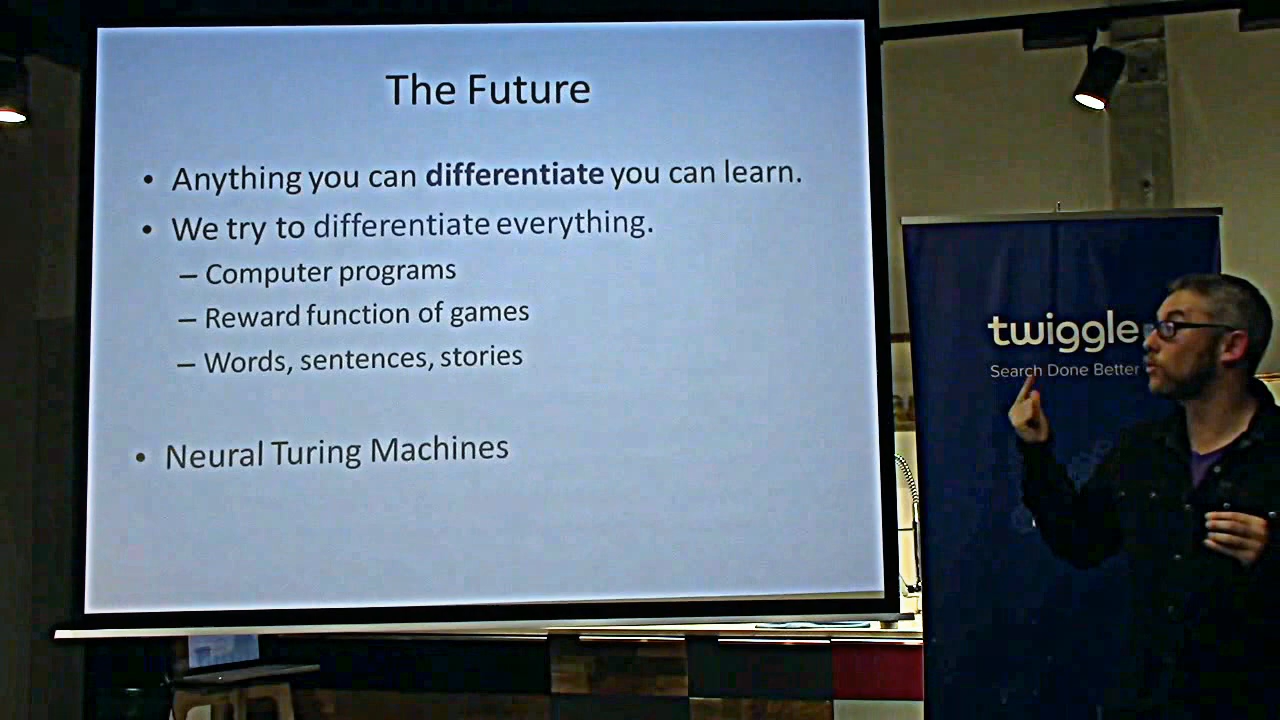 The Future
• Anything you can differentiate you can learn.
• We try to differentiate everything.
– Computer programs
– Reward function of games
– Words, sentences, stories
• Neural Turing Machines
twiggle
Search Done Better